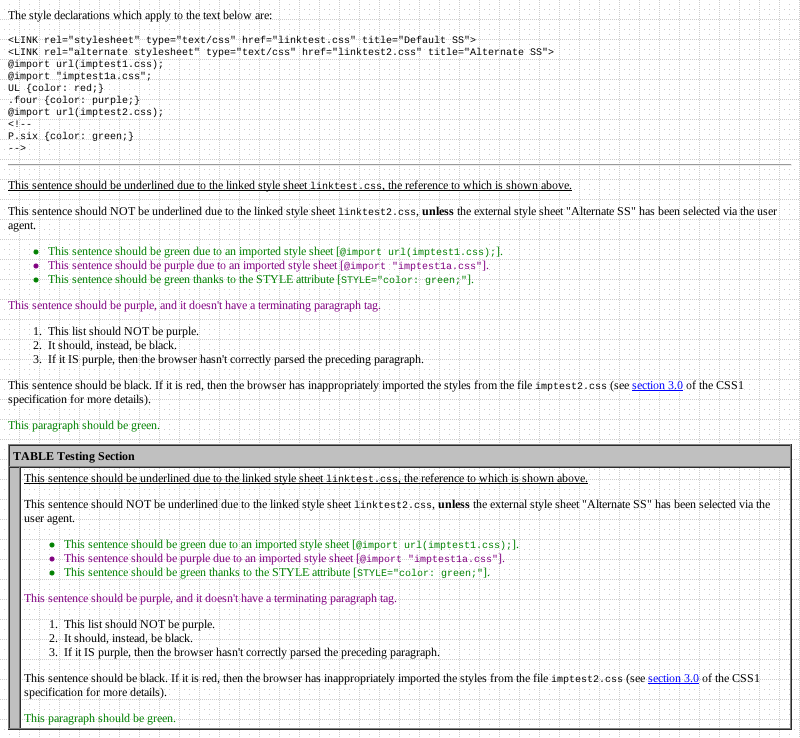 The style declarations which apply to the text below are:
<LINK rel="stylesheet" type="text/css" href="linktest.css" title="Default SS">
<LINK rel="alternate stylesheet" type="text/css" href="linktest2.css" title="Alternate SS">
@import url(imptest1.css);
@import "imptest1a.css";
UL {color: red;}
.four {color: purple;}
@import url(imptest2.css);
<!--
P.six {color: green;}
-->
This sentence should be underlined due to the linked style sheet linktest.css, the reference to which is shown above.
This sentence should NOT be underlined due to the linked style sheet linktest2.css, unless the external style sheet "Alternate SS" has been selected via the user
agent.
● This sentence should be green due to an imported style sheet [@import url(imptest1.css);].
● This sentence should be purple due to an imported style sheet [@import "imptest1a.css"].
● This sentence should be green thanks to the STYLE attribute [STYLE="color: green;"].
This sentence should be purple, and it doesn't have a terminating paragraph tag.
1. This list should NOT be purple.
2. It should, instead, be black.
3. If it IS purple, then the browser hasn't correctly parsed the preceding paragraph.
This sentence should be black. If it is red, then the browser has inappropriately imported the styles from the file imptest2.css (see section 3.0 of the CSS1
specification for more details).
This paragraph should be green.
TABLE Testing Section
This sentence should be underlined due to the linked style sheet linktest.css, the reference to which is shown above.
This sentence should NOT be underlined due to the linked style sheet linktest2.css, unless the external style sheet "Alternate SS" has been selected via the
user agent.
● This sentence should be green due to an imported style sheet [@import url(imptest1.css);].
● This sentence should be purple due to an imported style sheet [@import "imptest1a.css"].
● This sentence should be green thanks to the STYLE attribute [STYLE="color: green;"].
This sentence should be purple, and it doesn't have a terminating paragraph tag.
1. This list should NOT be purple.
2. It should, instead, be black.
3. If it IS purple, then the browser hasn't correctly parsed the preceding paragraph.
This sentence should be black. If it is red, then the browser has inappropriately imported the styles from the file imptest2.css (see section 3.0 of the CSS1
specification for more details).
This paragraph should be green.